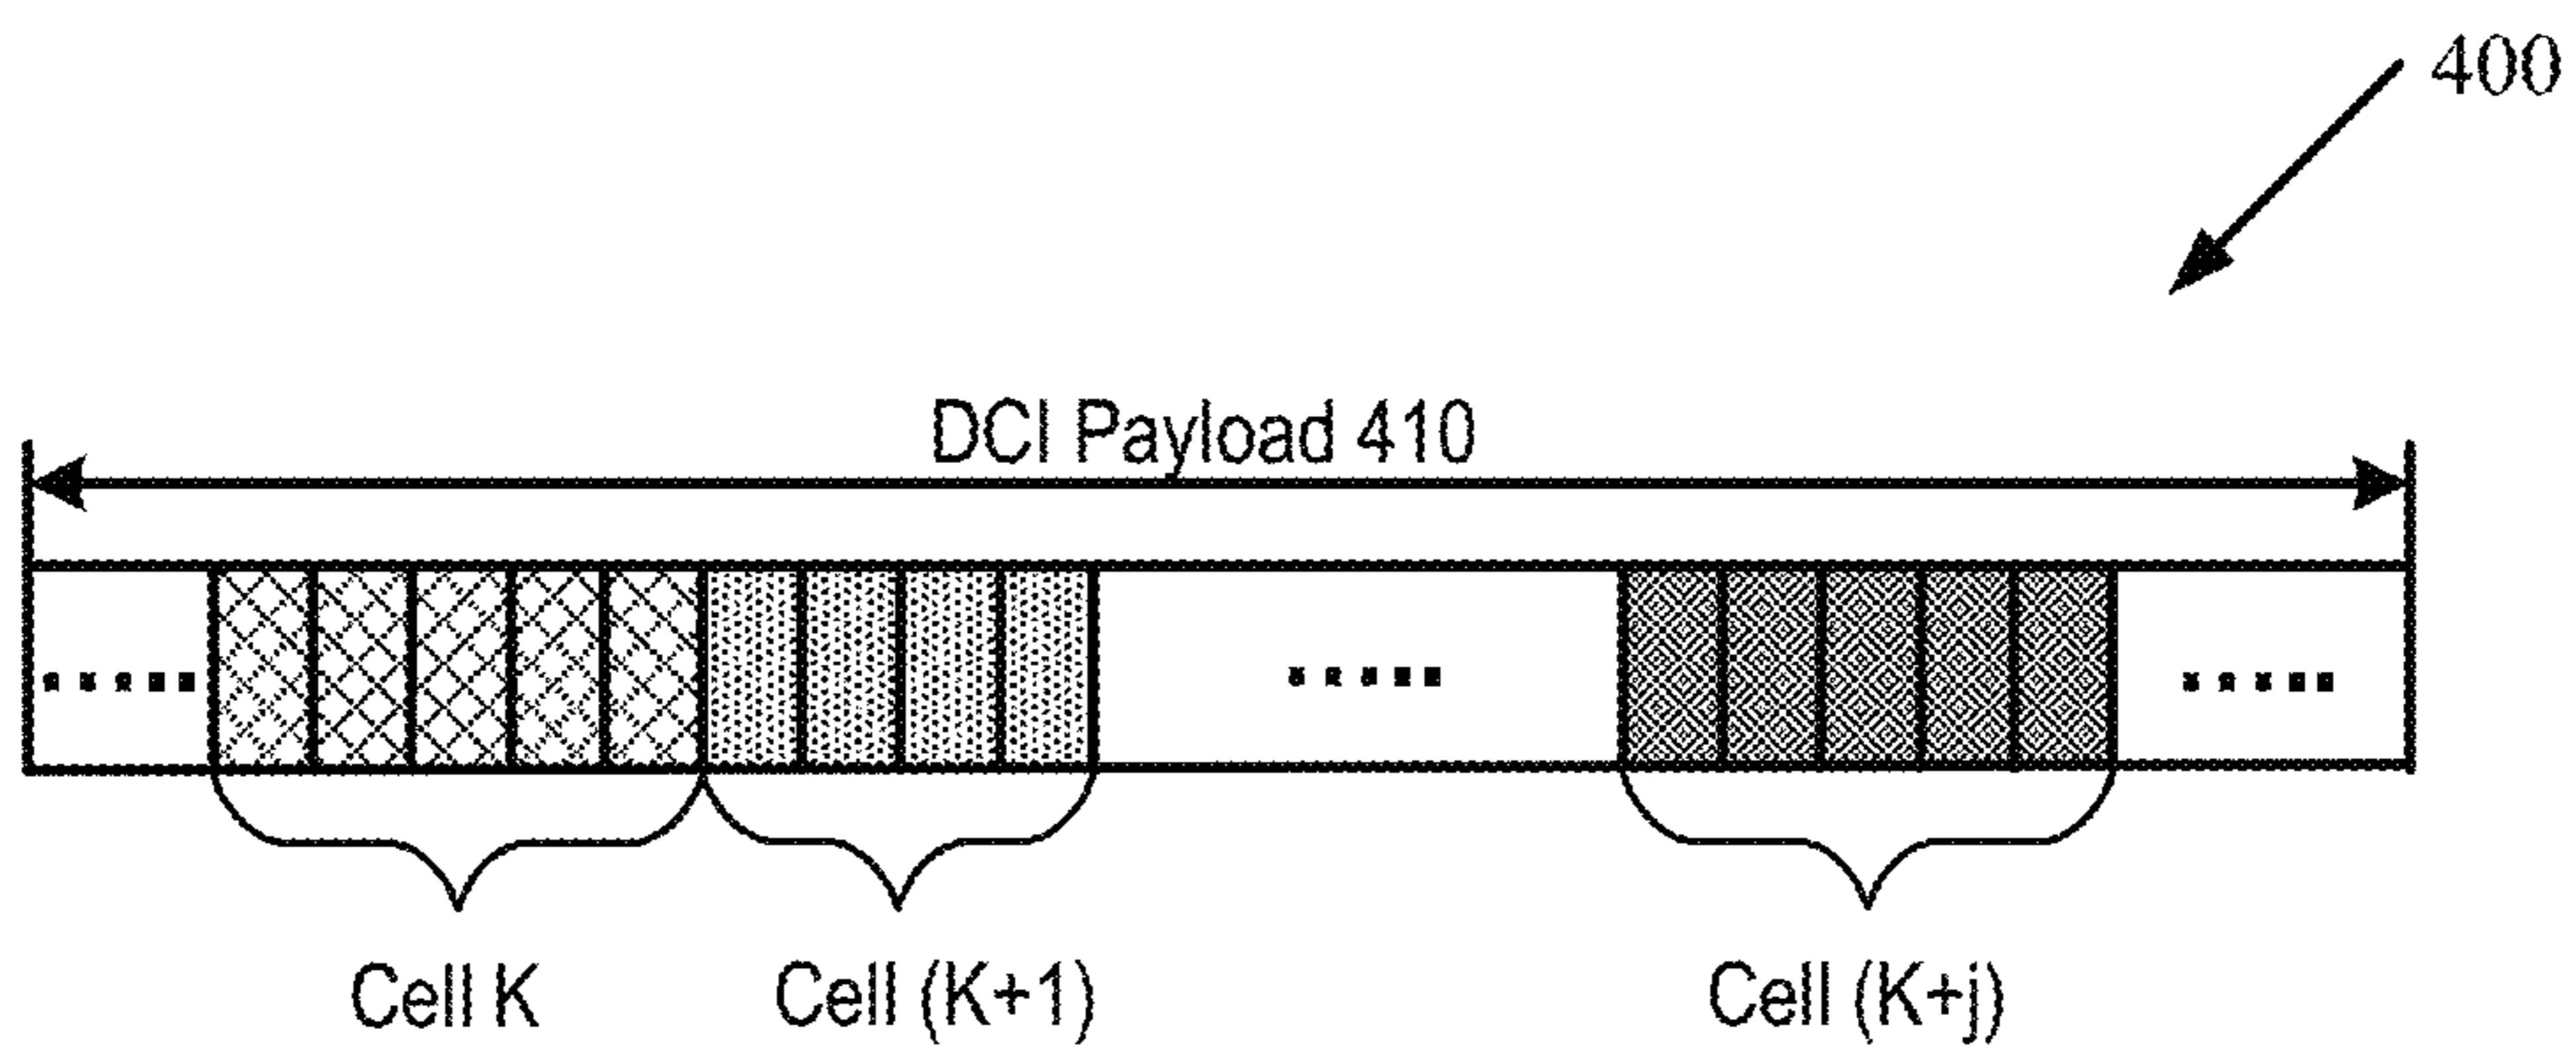 400
DCI Payload 410
..... ..... .....
Cell K Cell (K+1) Cell (K+j)